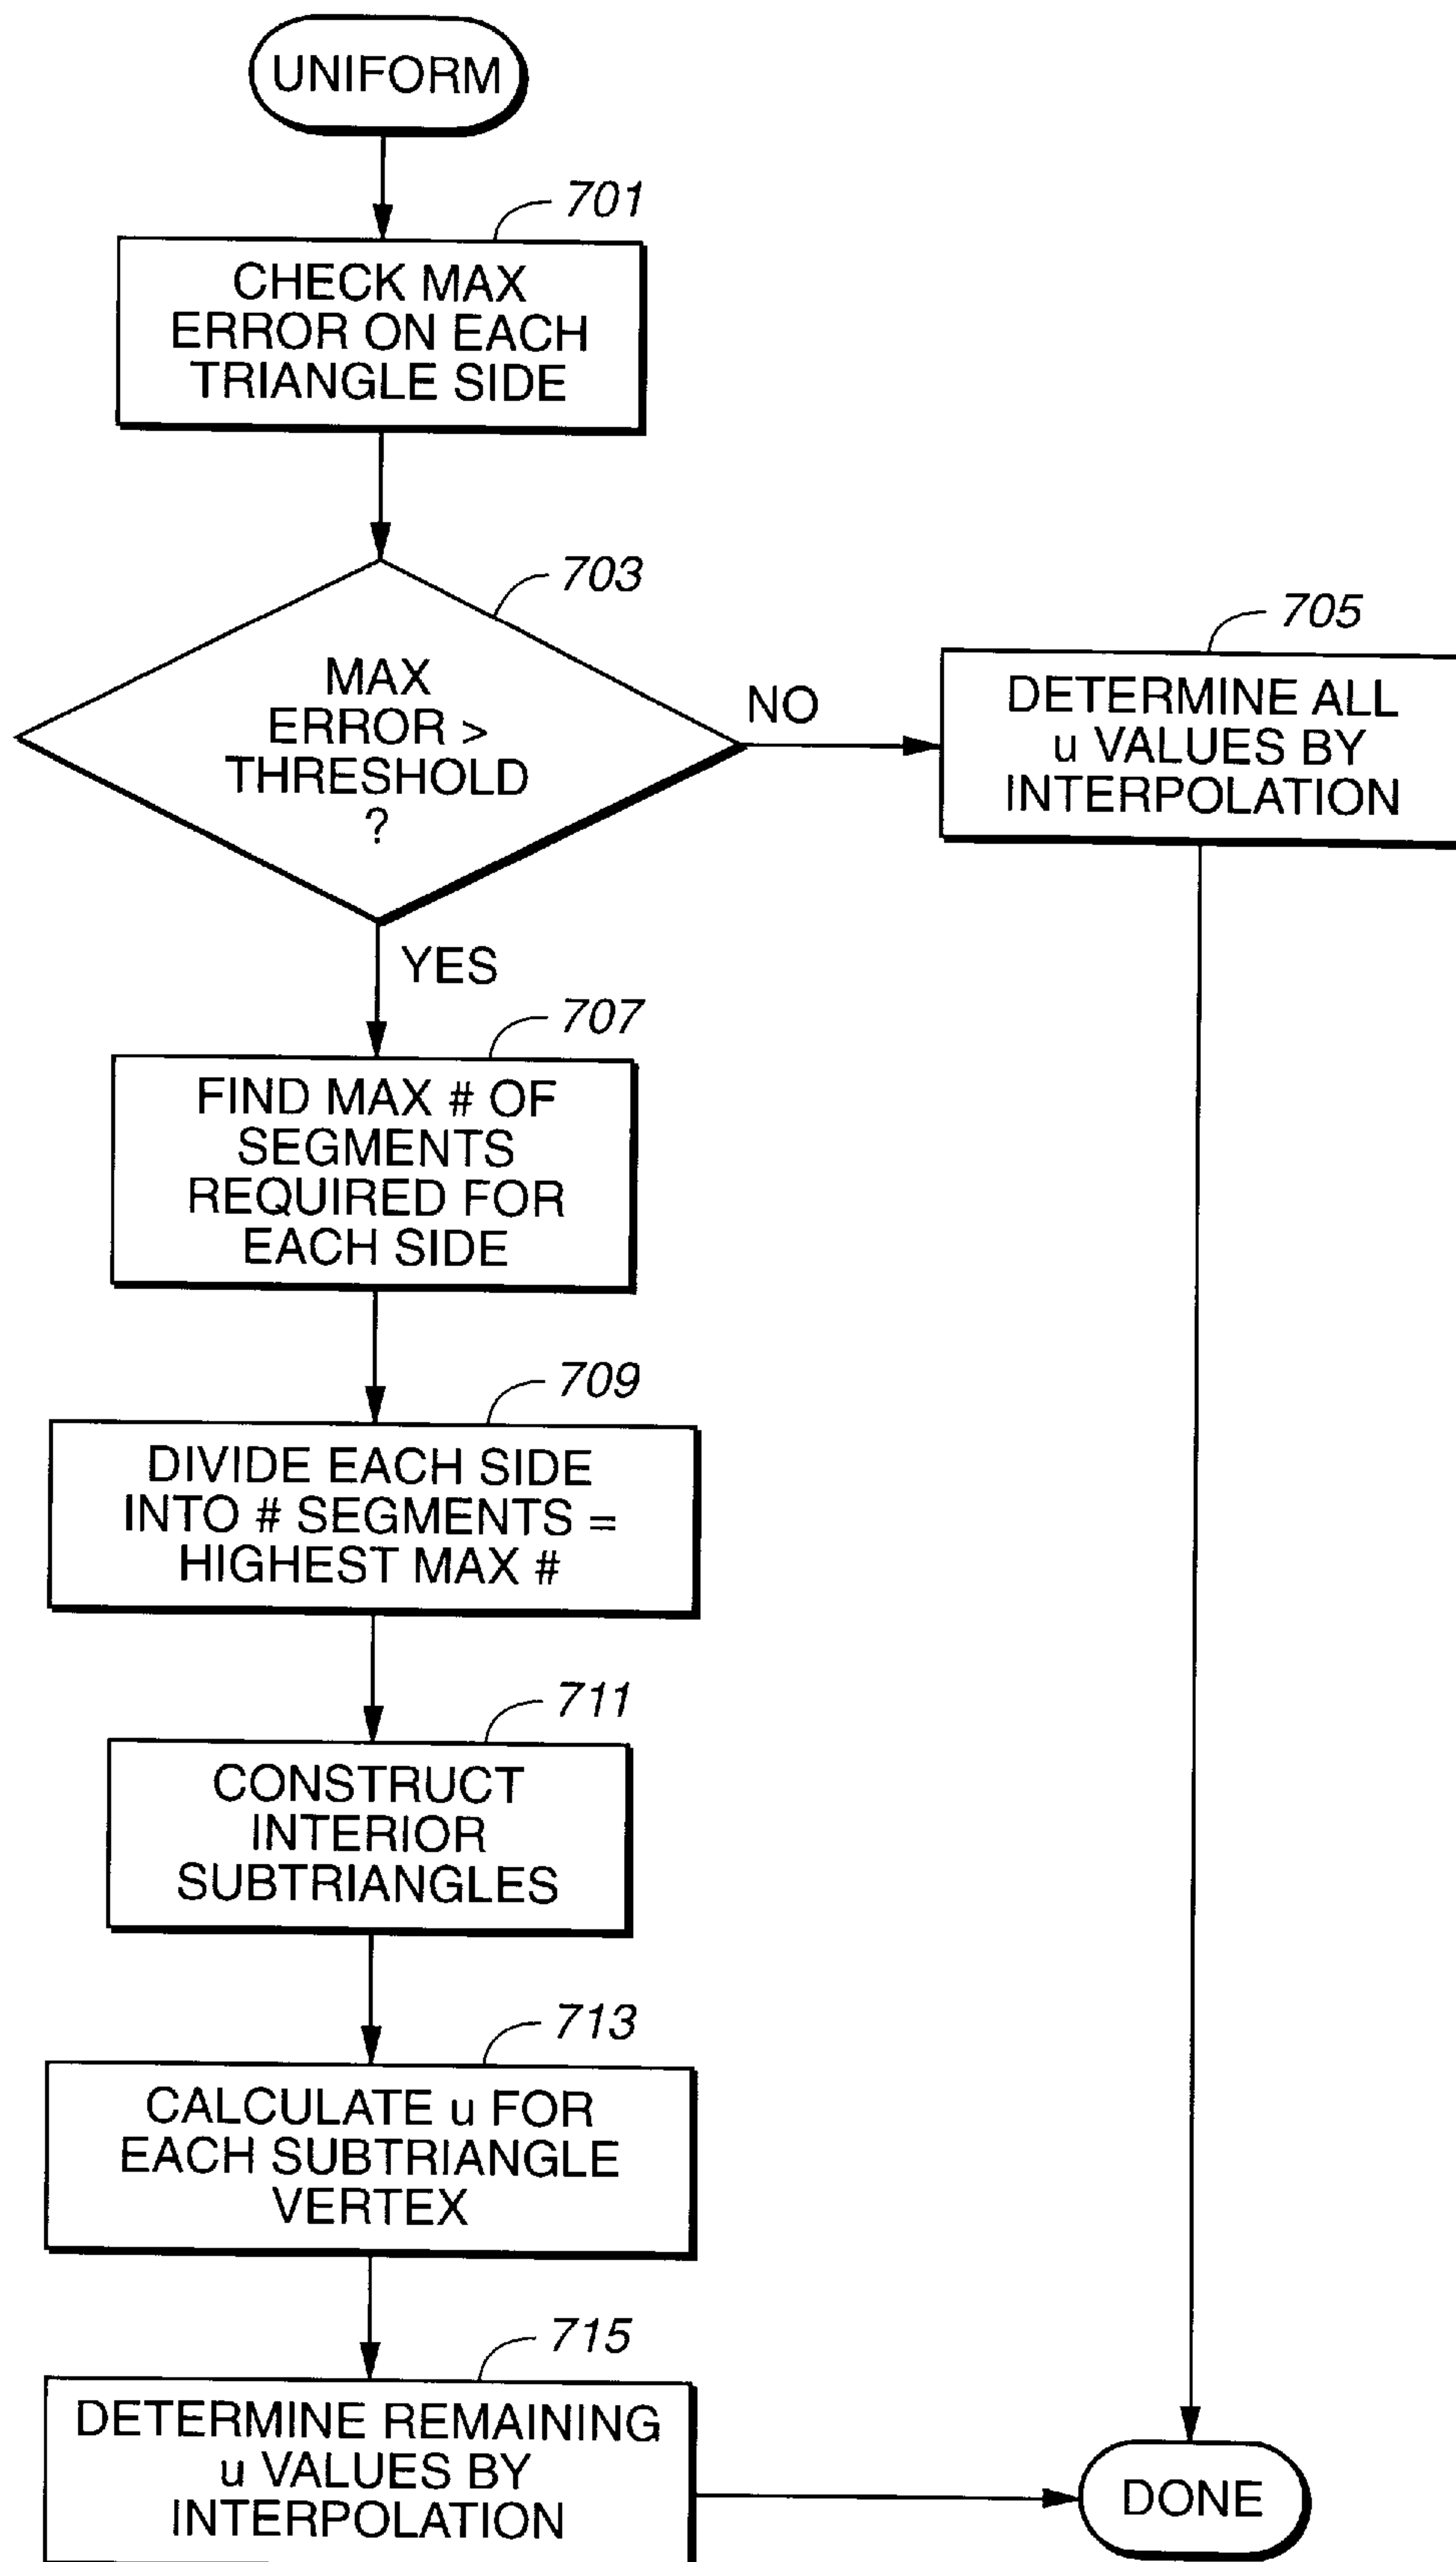 UNIFORM
701
CHECK MAX
ERROR ON EACH
TRIANGLE SIDE
703
MAX
ERROR >
THRESHOLD
?
NO
705
DETERMINE ALL
u VALUES BY
INTERPOLATION
YES
707
FIND MAX # OF
SEGMENTS
REQUIRED FOR
EACH SIDE
709
DIVIDE EACH SIDE
INTO # SEGMENTS =
HIGHEST MAX #
711
CONSTRUCT
INTERIOR
SUBTRIANGLES
713
CALCULATE u FOR
EACH SUBTRIANGLE
VERTEX
715
DETERMINE REMAINING
u VALUES BY
INTERPOLATION
DONE